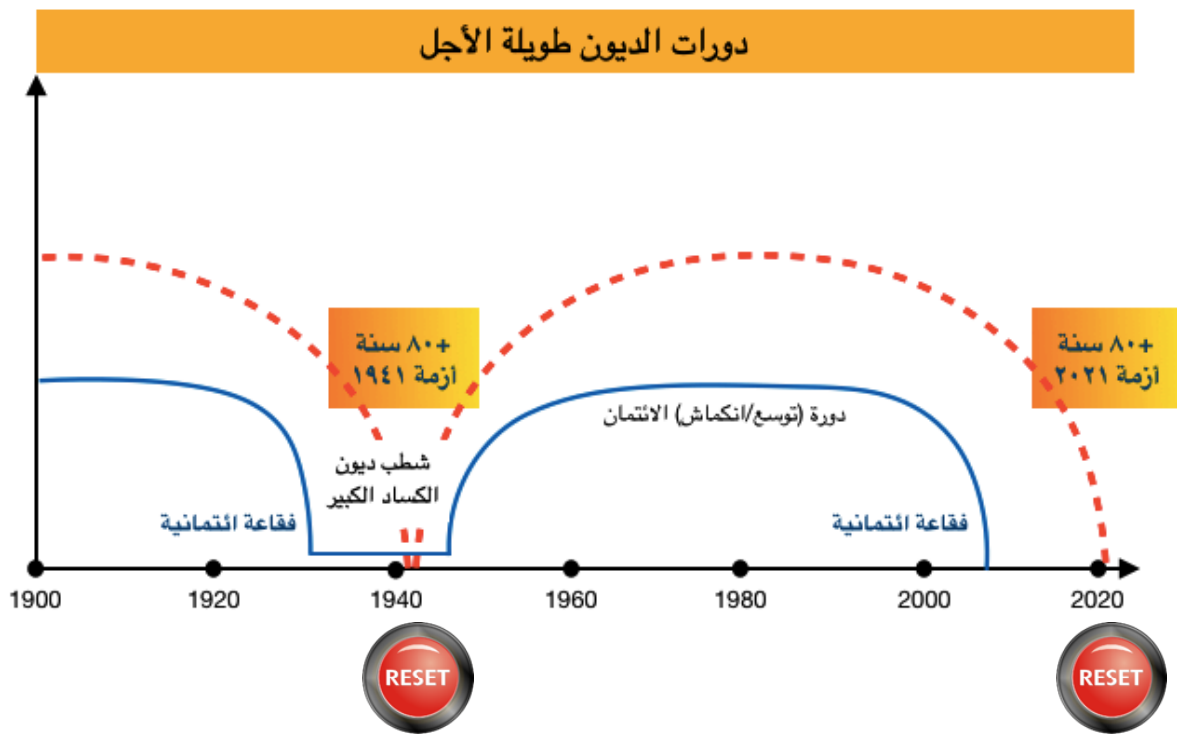 دورات الديون طويلة الأجل
+٨٠ سنة
أزمة ١٩٤١
+٨٠ سنة
أزمة ٢٠٢١
دورة (توسع/انكماش) الائتمان
شطب ديون
الكساد الكبير
فقاعة ائتمانية
فقاعة ائتمانية
1900 1920 1940 1960 1980 2000 2020
RESET
RESET